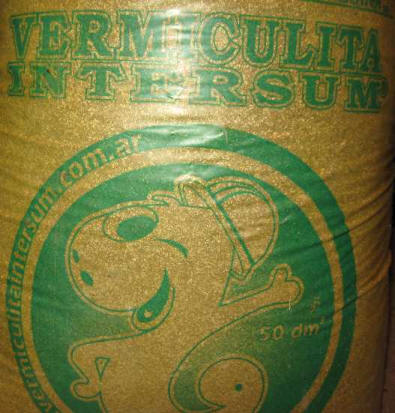 VERMICULITA
INTERSUM
vermiculitaintersum.com.ar
50 dm³